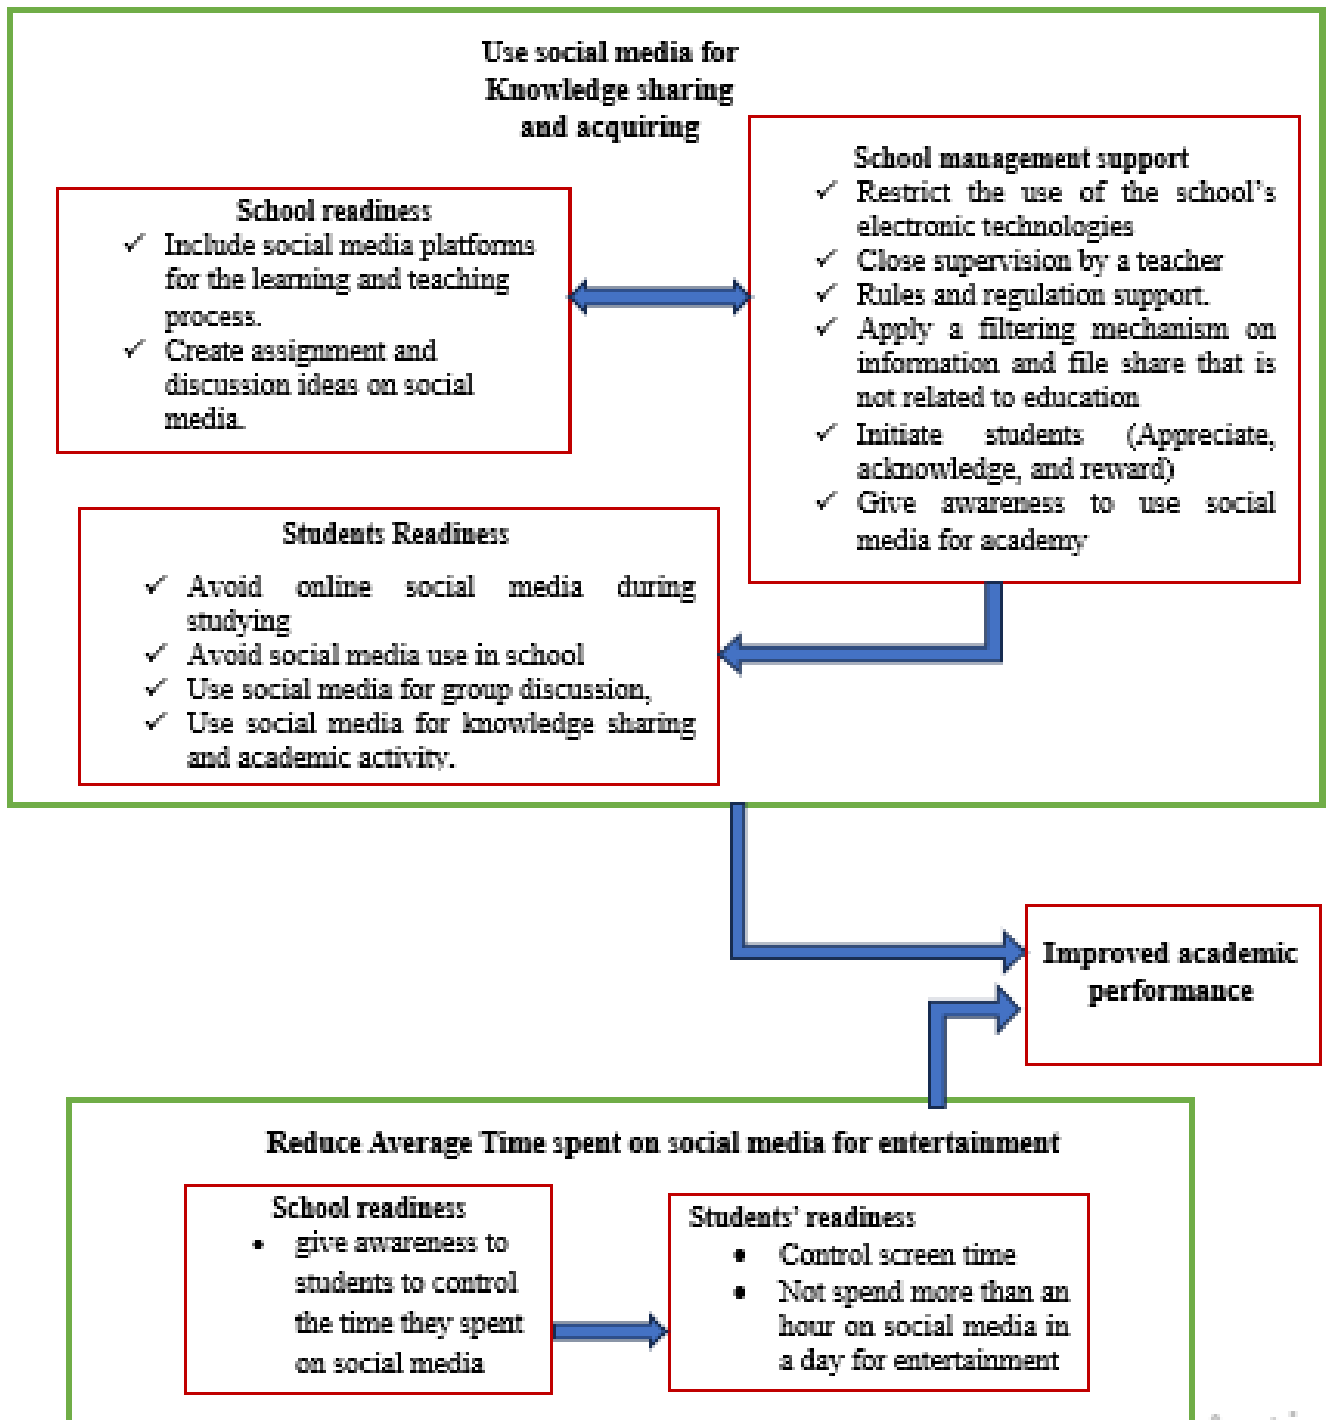 Use social media for
Knowledge sharing
and acquiring
School readiness
✓ Include social media platforms
for the learning and teaching
process.
✓ Create assignment and
discussion ideas on social
media.
School management support
✓ Restrict the use of the school's
electronic technologies
✓ Close supervision by a teacher
✓ Rules and regulation support.
✓ Apply a filtering mechanism on
information and file share that is
not related to education
✓ Initiate students (Appreciate,
acknowledge, and reward)
✓ Give awareness to use social
media for academy
Students Readiness
✓ Avoid online social media during
studying
✓ Avoid social media use in school
✓ Use social media for group discussion,
✓ Use social media for knowledge sharing
and academic activity.
Improved academic
performance
Reduce Average Time spent on social media for entertainment
School readiness
• give awareness to
students to control
the time they spent
on social media
Students' readiness
• Control screen time
• Not spend more than an
hour on social media in
a day for entertainment